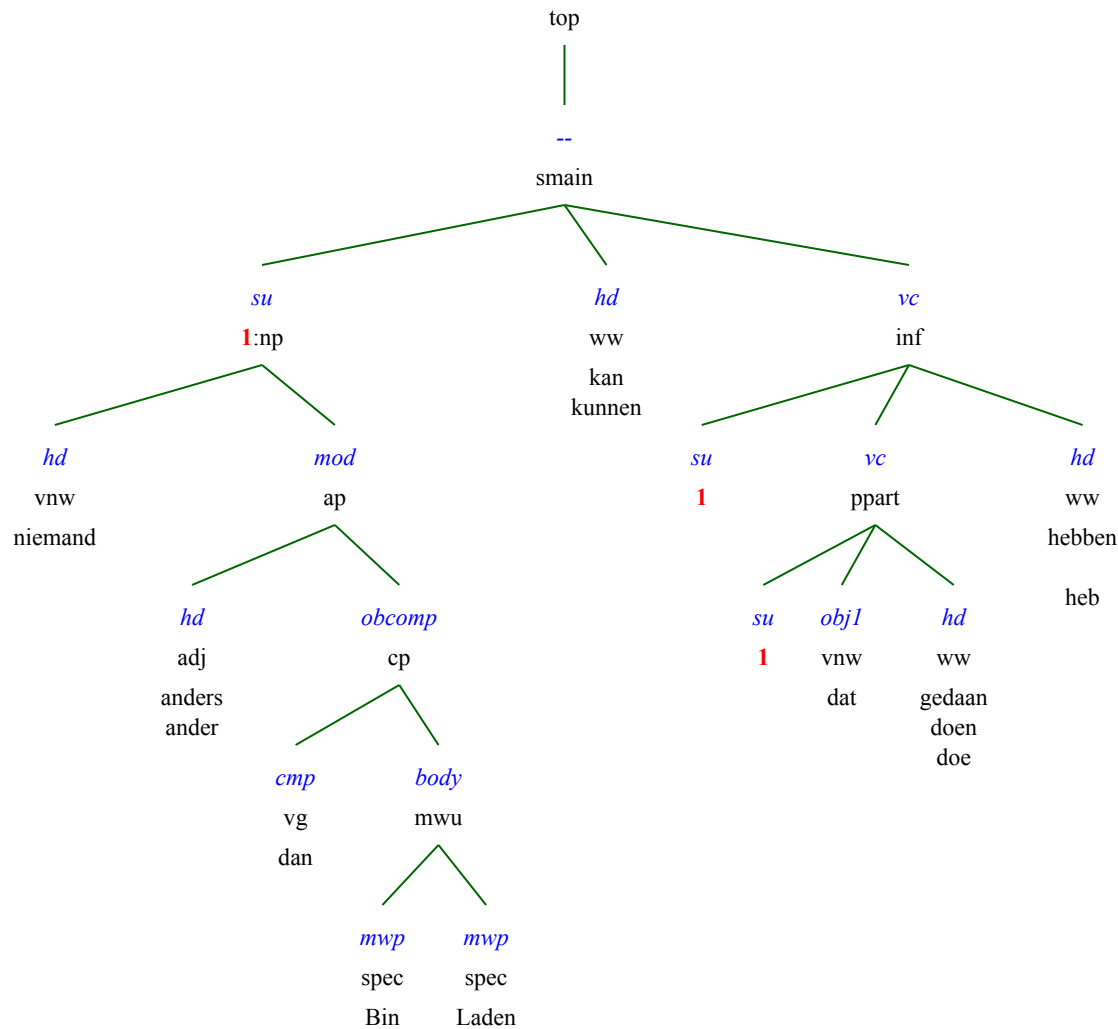 top
--
smain
su hd vc
1:np ww inf
kan
kunnen
hd mod su vc hd
vnw ap 1 ppart ww
niemand hebben
heb
hd obcomp su obj1 hd
adj cp 1 vnw ww
anders dat gedaan
ander doen
doe
cmp body
vg mwu
dan
mwp mwp
spec spec
Bin Laden